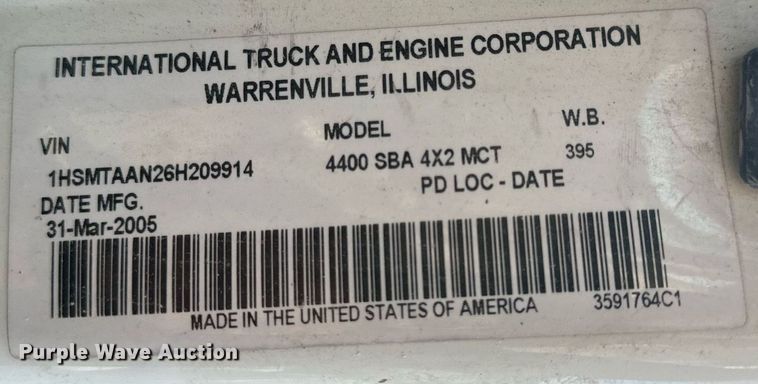 INTERNATIONAL TRUCK AND ENGINE CORPORATION
WARRENVILLE, ILLINOIS
VIN MODEL W.B.
1HSMTAAN26H209914 4400 SBA 4X2 MCT 395
DATE MFG. PD LOC - DATE
31-Mar-2005
MADE IN THE UNITED STATES OF AMERICA 3591764C1
Purple Wave Auction